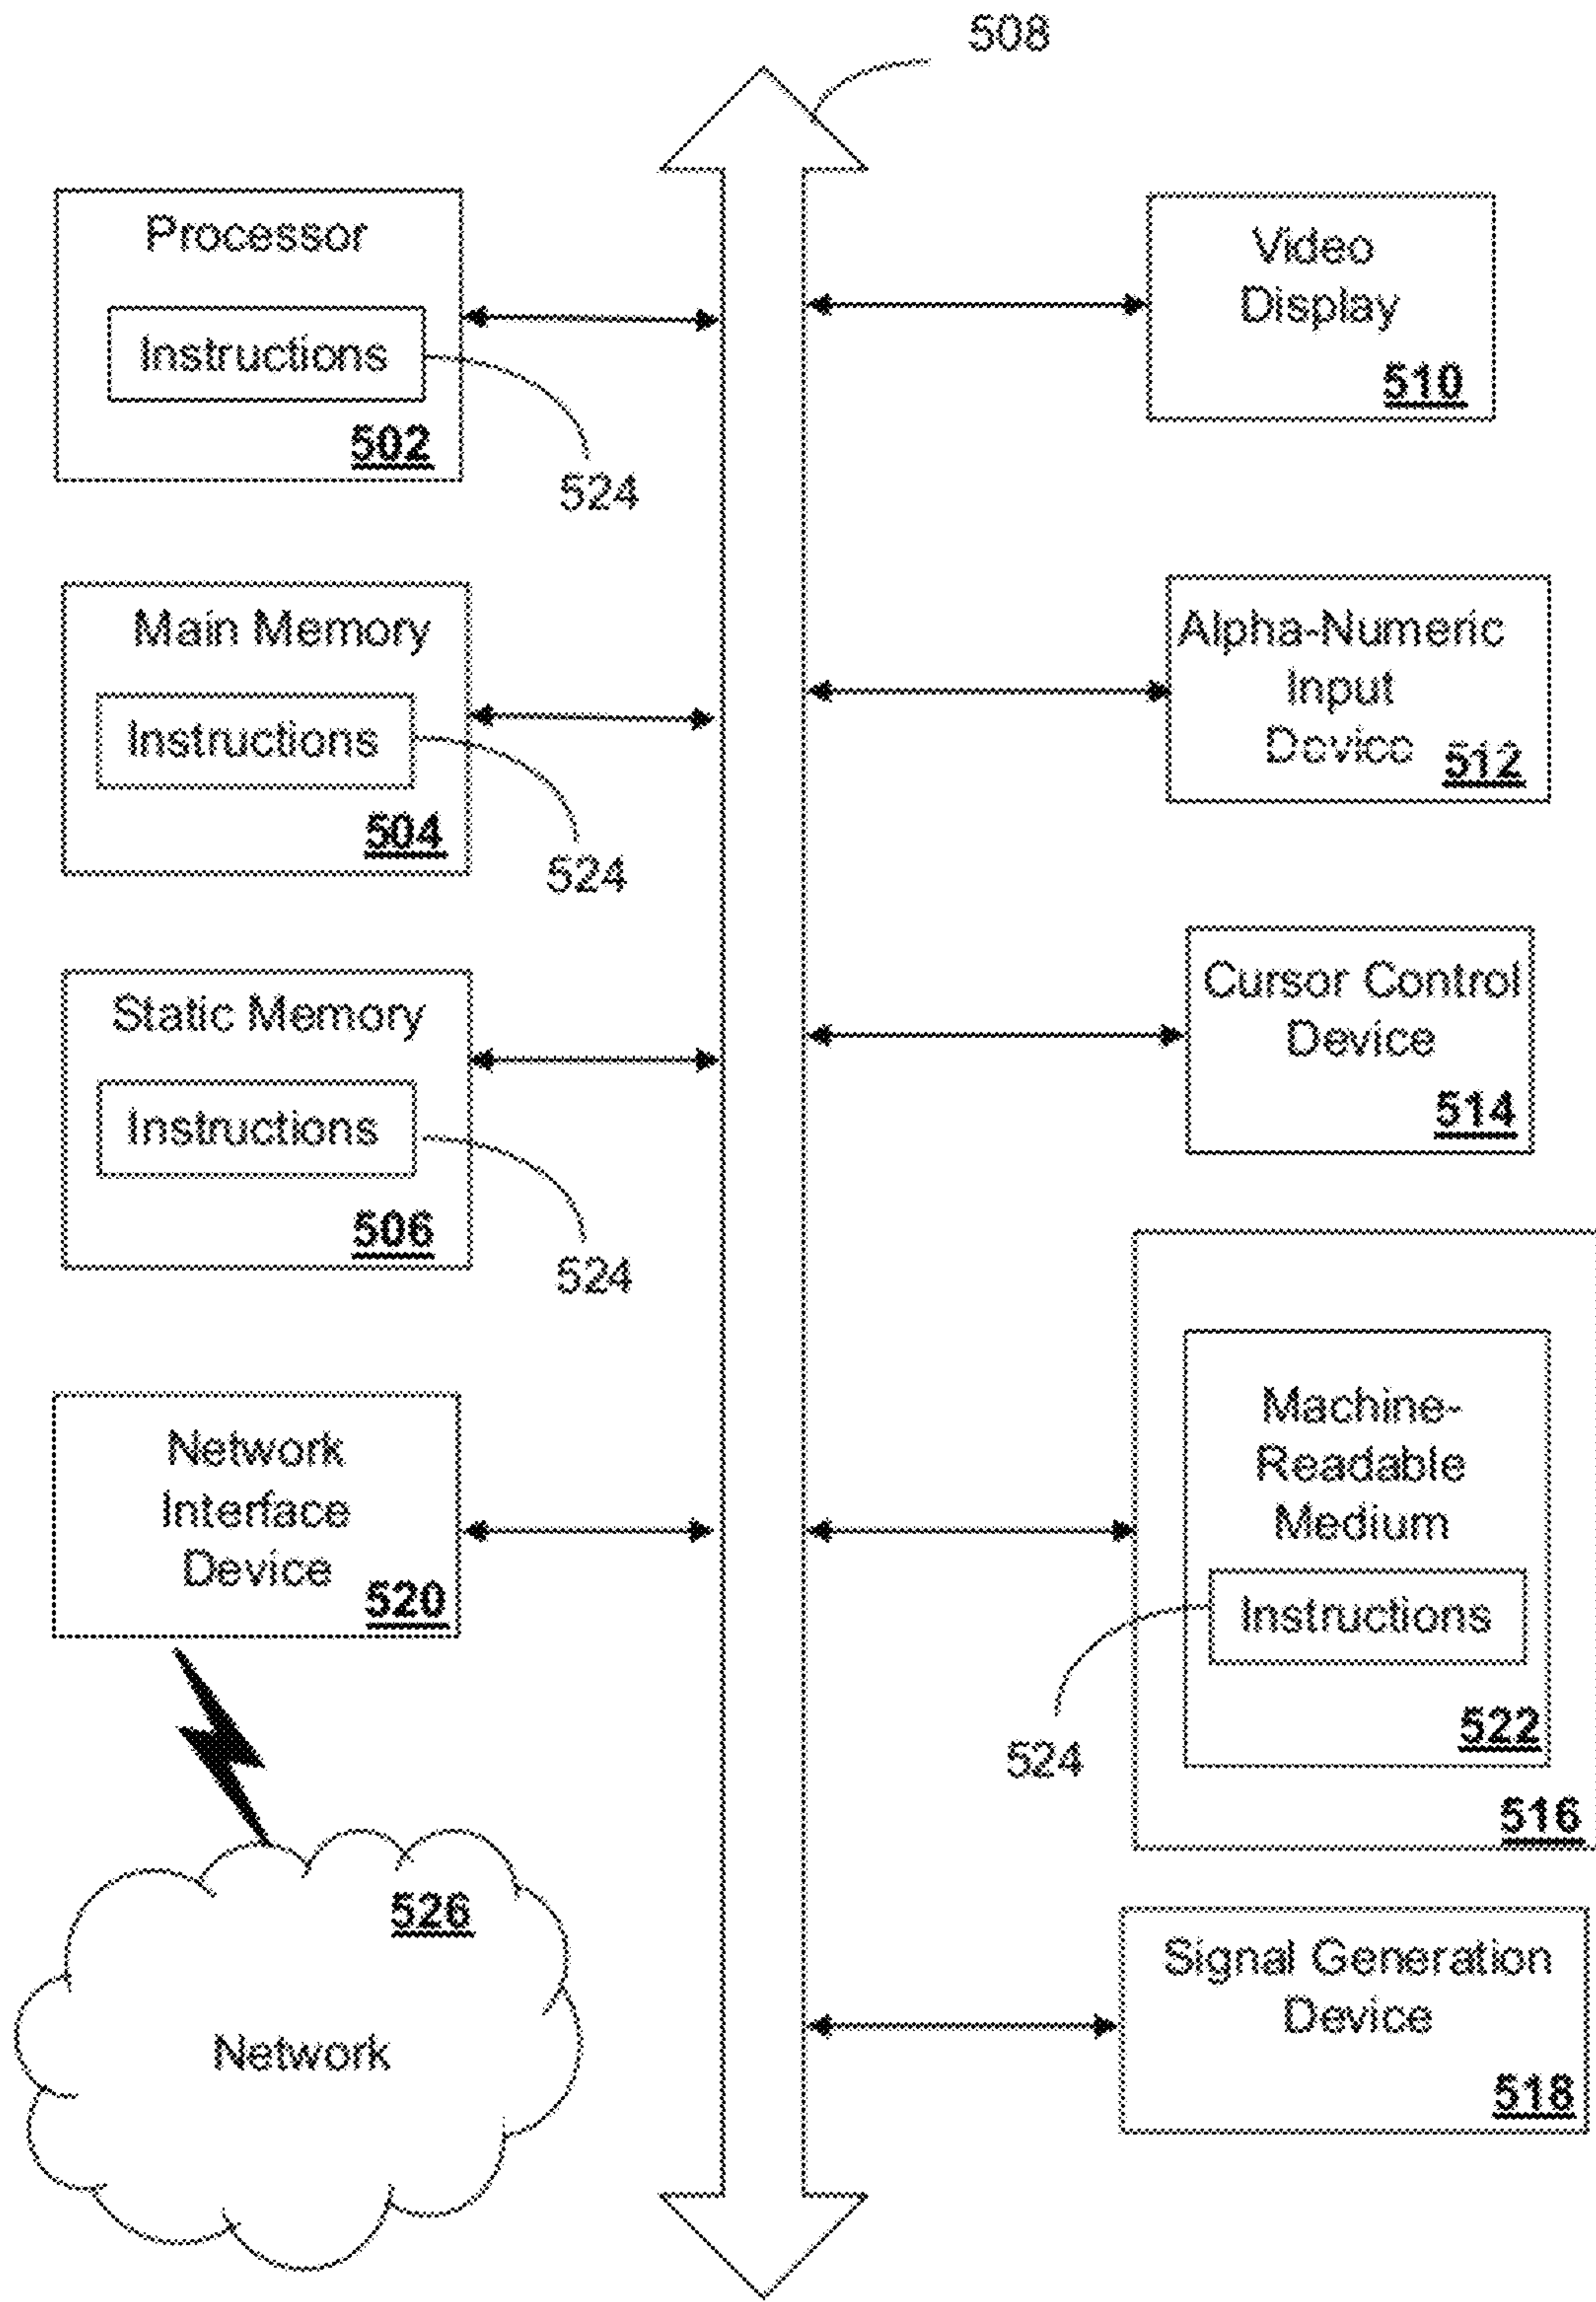 508
Processor
Instructions
502
524
Main Memory
Instructions
504
524
Static Memory
Instructions
506
524
Network
Interface
Device
520
526
Network
Video
Display
510
Alpha-Numeric
Input
Device
512
Cursor Control
Device
514
Machine-
Readable
Medium
Instructions
522
524
516
Signal Generation
Device
518